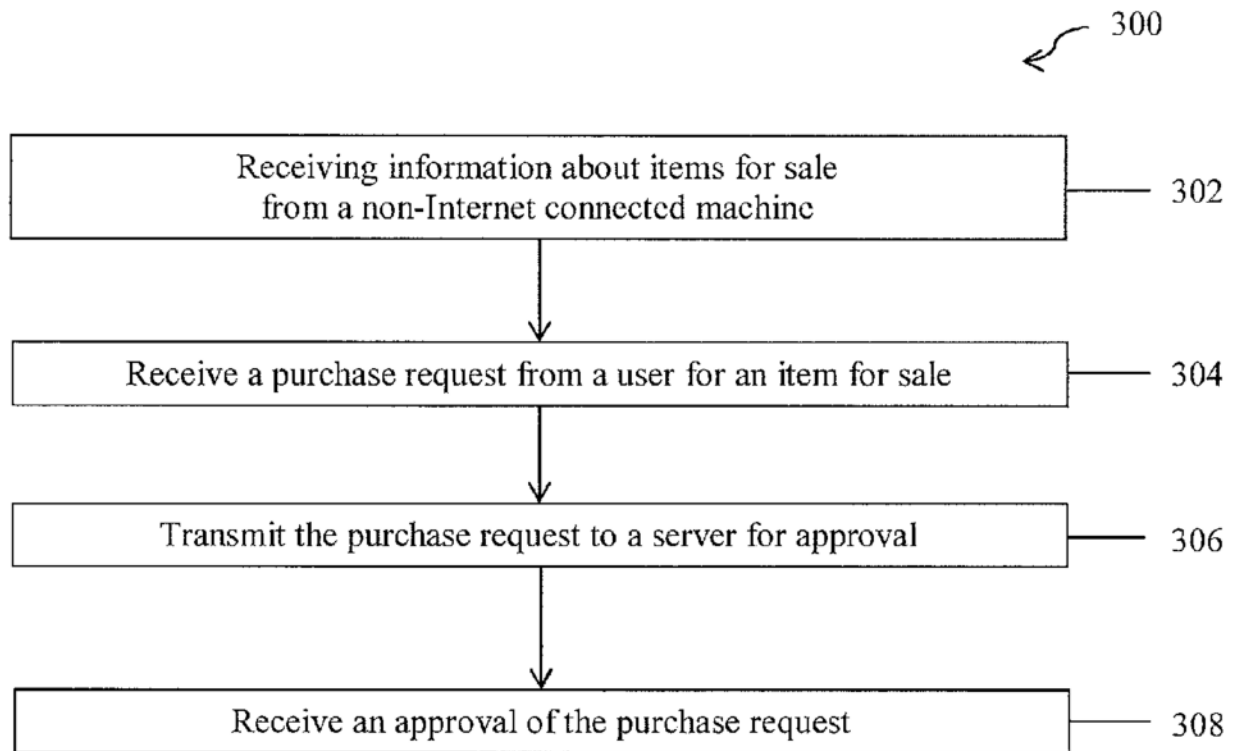 300
Receiving information about items for sale
from a non-Internet connected machine
302
Receive a purchase request from a user for an item for sale
304
Transmit the purchase request to a server for approval
306
Receive an approval of the purchase request
308